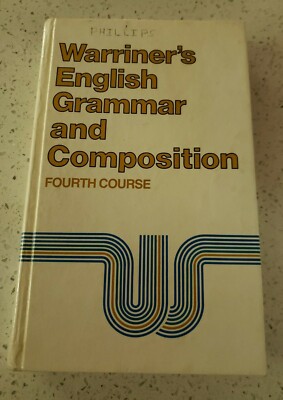 PHILLIPS
Warriner's
English
Grammar
and
Composition
FOURTH COURSE